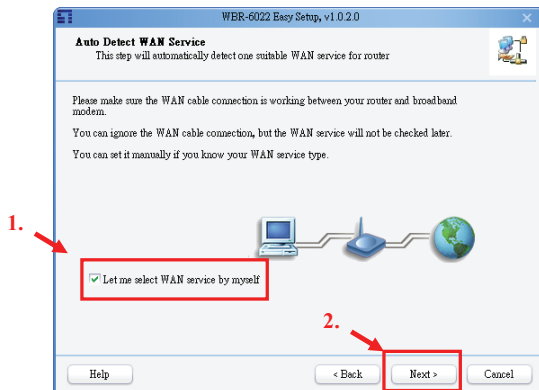 WBR-6022 Easy Setup, v1.0.2.0
Auto Detect WAN Service
This step will automatically detect one suitable WAN service for router
Please make sure the WAN cable connection is working between your router and broadband
modem.
You can ignore the WAN cable connection, but the WAN service will not be checked later.
You can set it manually if you know your WAN service type.
1.
Let me select WAN service by myself
2.
Help
< Back
Next >
Cancel